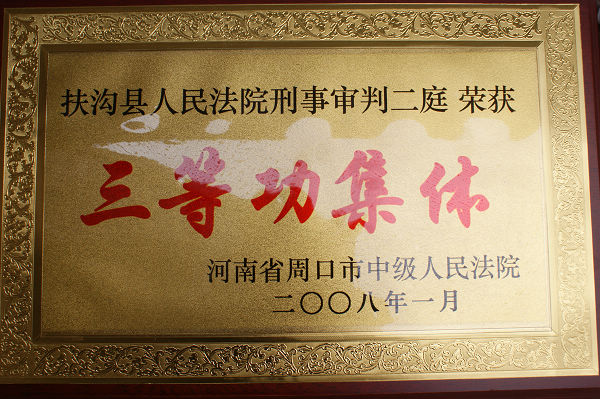 扶沟县人民法院刑事审判二庭 荣获
三等功集体
河南省周口市中级人民法院
二〇〇八年一月